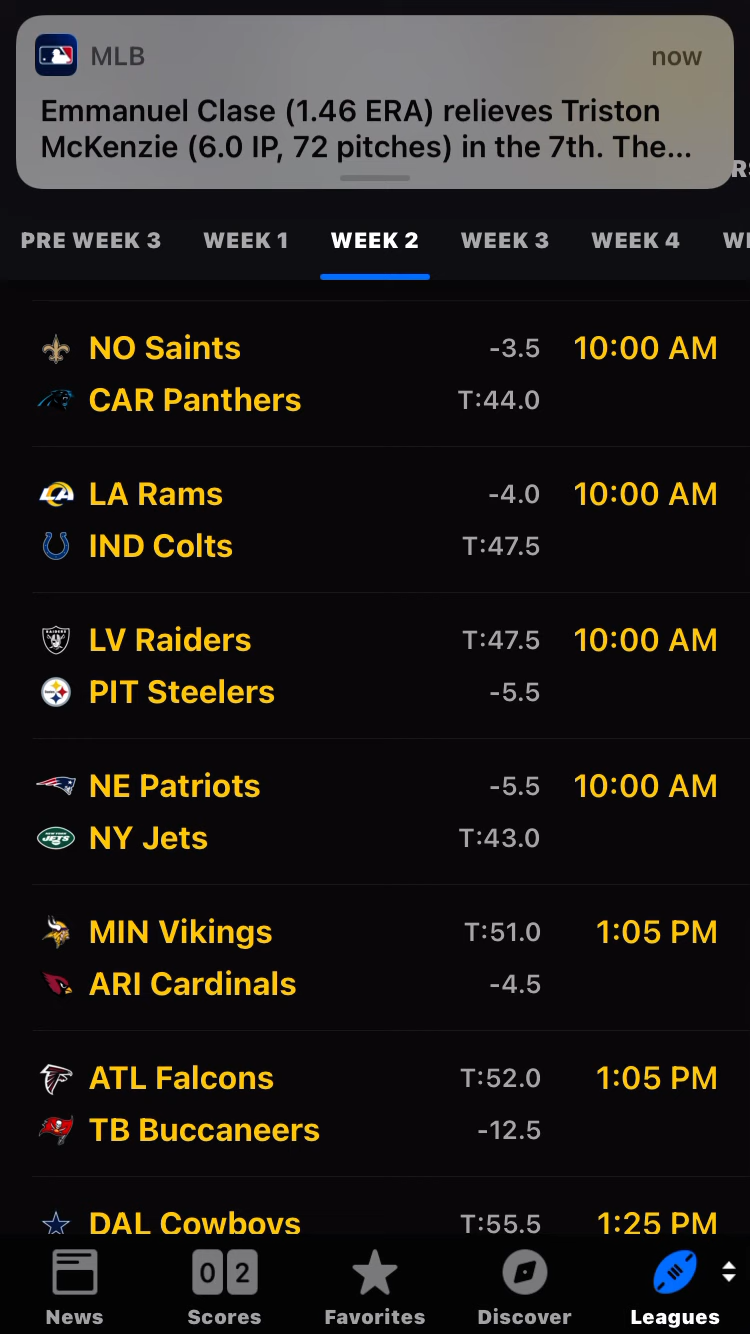 MLB now
Emmanuel Clase (1.46 ERA) relieves Triston
McKenzie (6.0 IP, 72 pitches) in the 7th. The...
PRE WEEK 3 WEEK 1 WEEK 2 WEEK 3 WEEK 4
NO Saints -3.5 10:00 AM
CAR Panthers T:44.0
LA Rams -4.0 10:00 AM
IND Colts T:47.5
LV Raiders T:47.5 10:00 AM
PIT Steelers -5.5
NE Patriots -5.5 10:00 AM
NY Jets T:43.0
MIN Vikings T:51.0 1:05 PM
ARI Cardinals -4.5
ATL Falcons T:52.0 1:05 PM
TB Buccaneers -12.5
DAL Cowboys T:55.5 1:25 PM
0 2
News Scores Favorites Discover Leagues